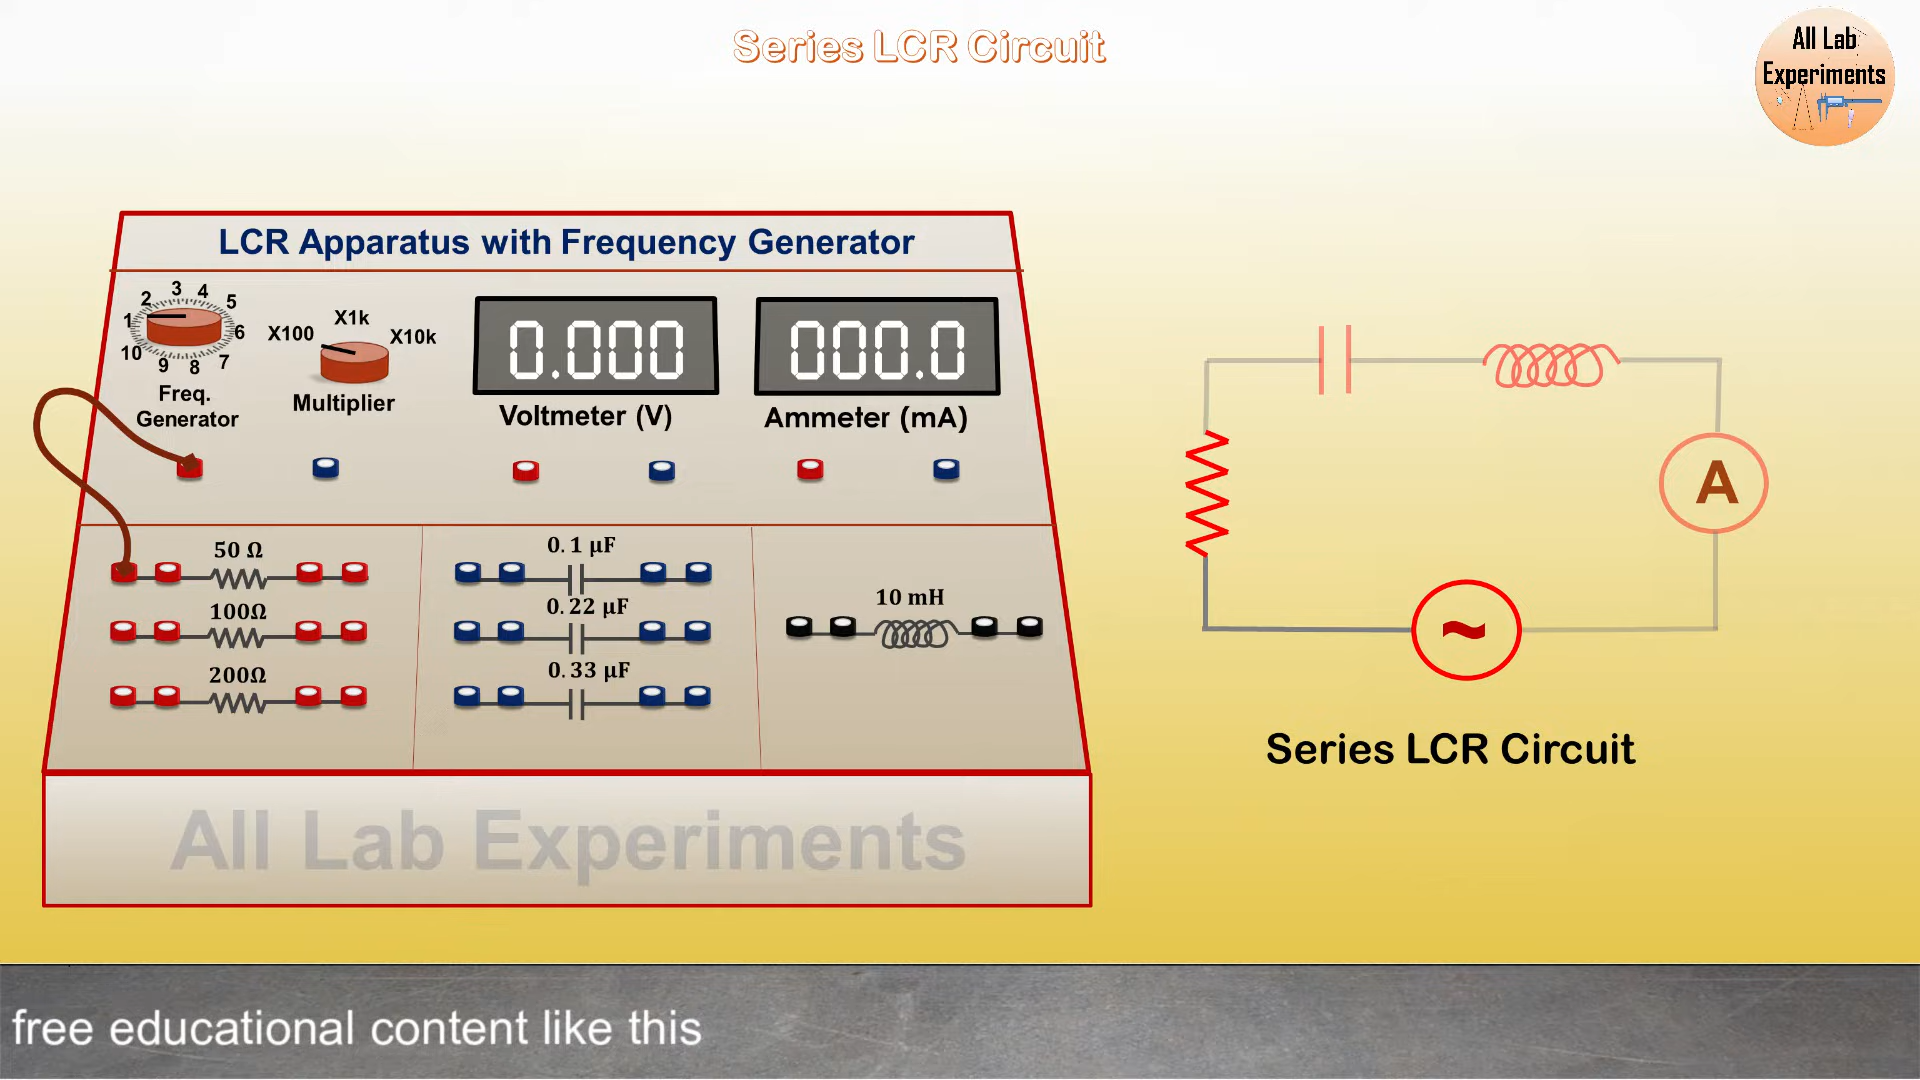 Series LCR Circuit
All Lab
Experiments
LCR Apparatus with Frequency Generator
1 2 3 4 5 6 7 8 9 10
Freq.
Generator
X100 X1k X10k
Multiplier
0.000
Voltmeter (V)
000.0
Ammeter (mA)
50 Ω
100Ω
200Ω
0.1 μF
0.22 μF
0.33 μF
10 mH
A
~
Series LCR Circuit
All Lab Experiments
free educational content like this